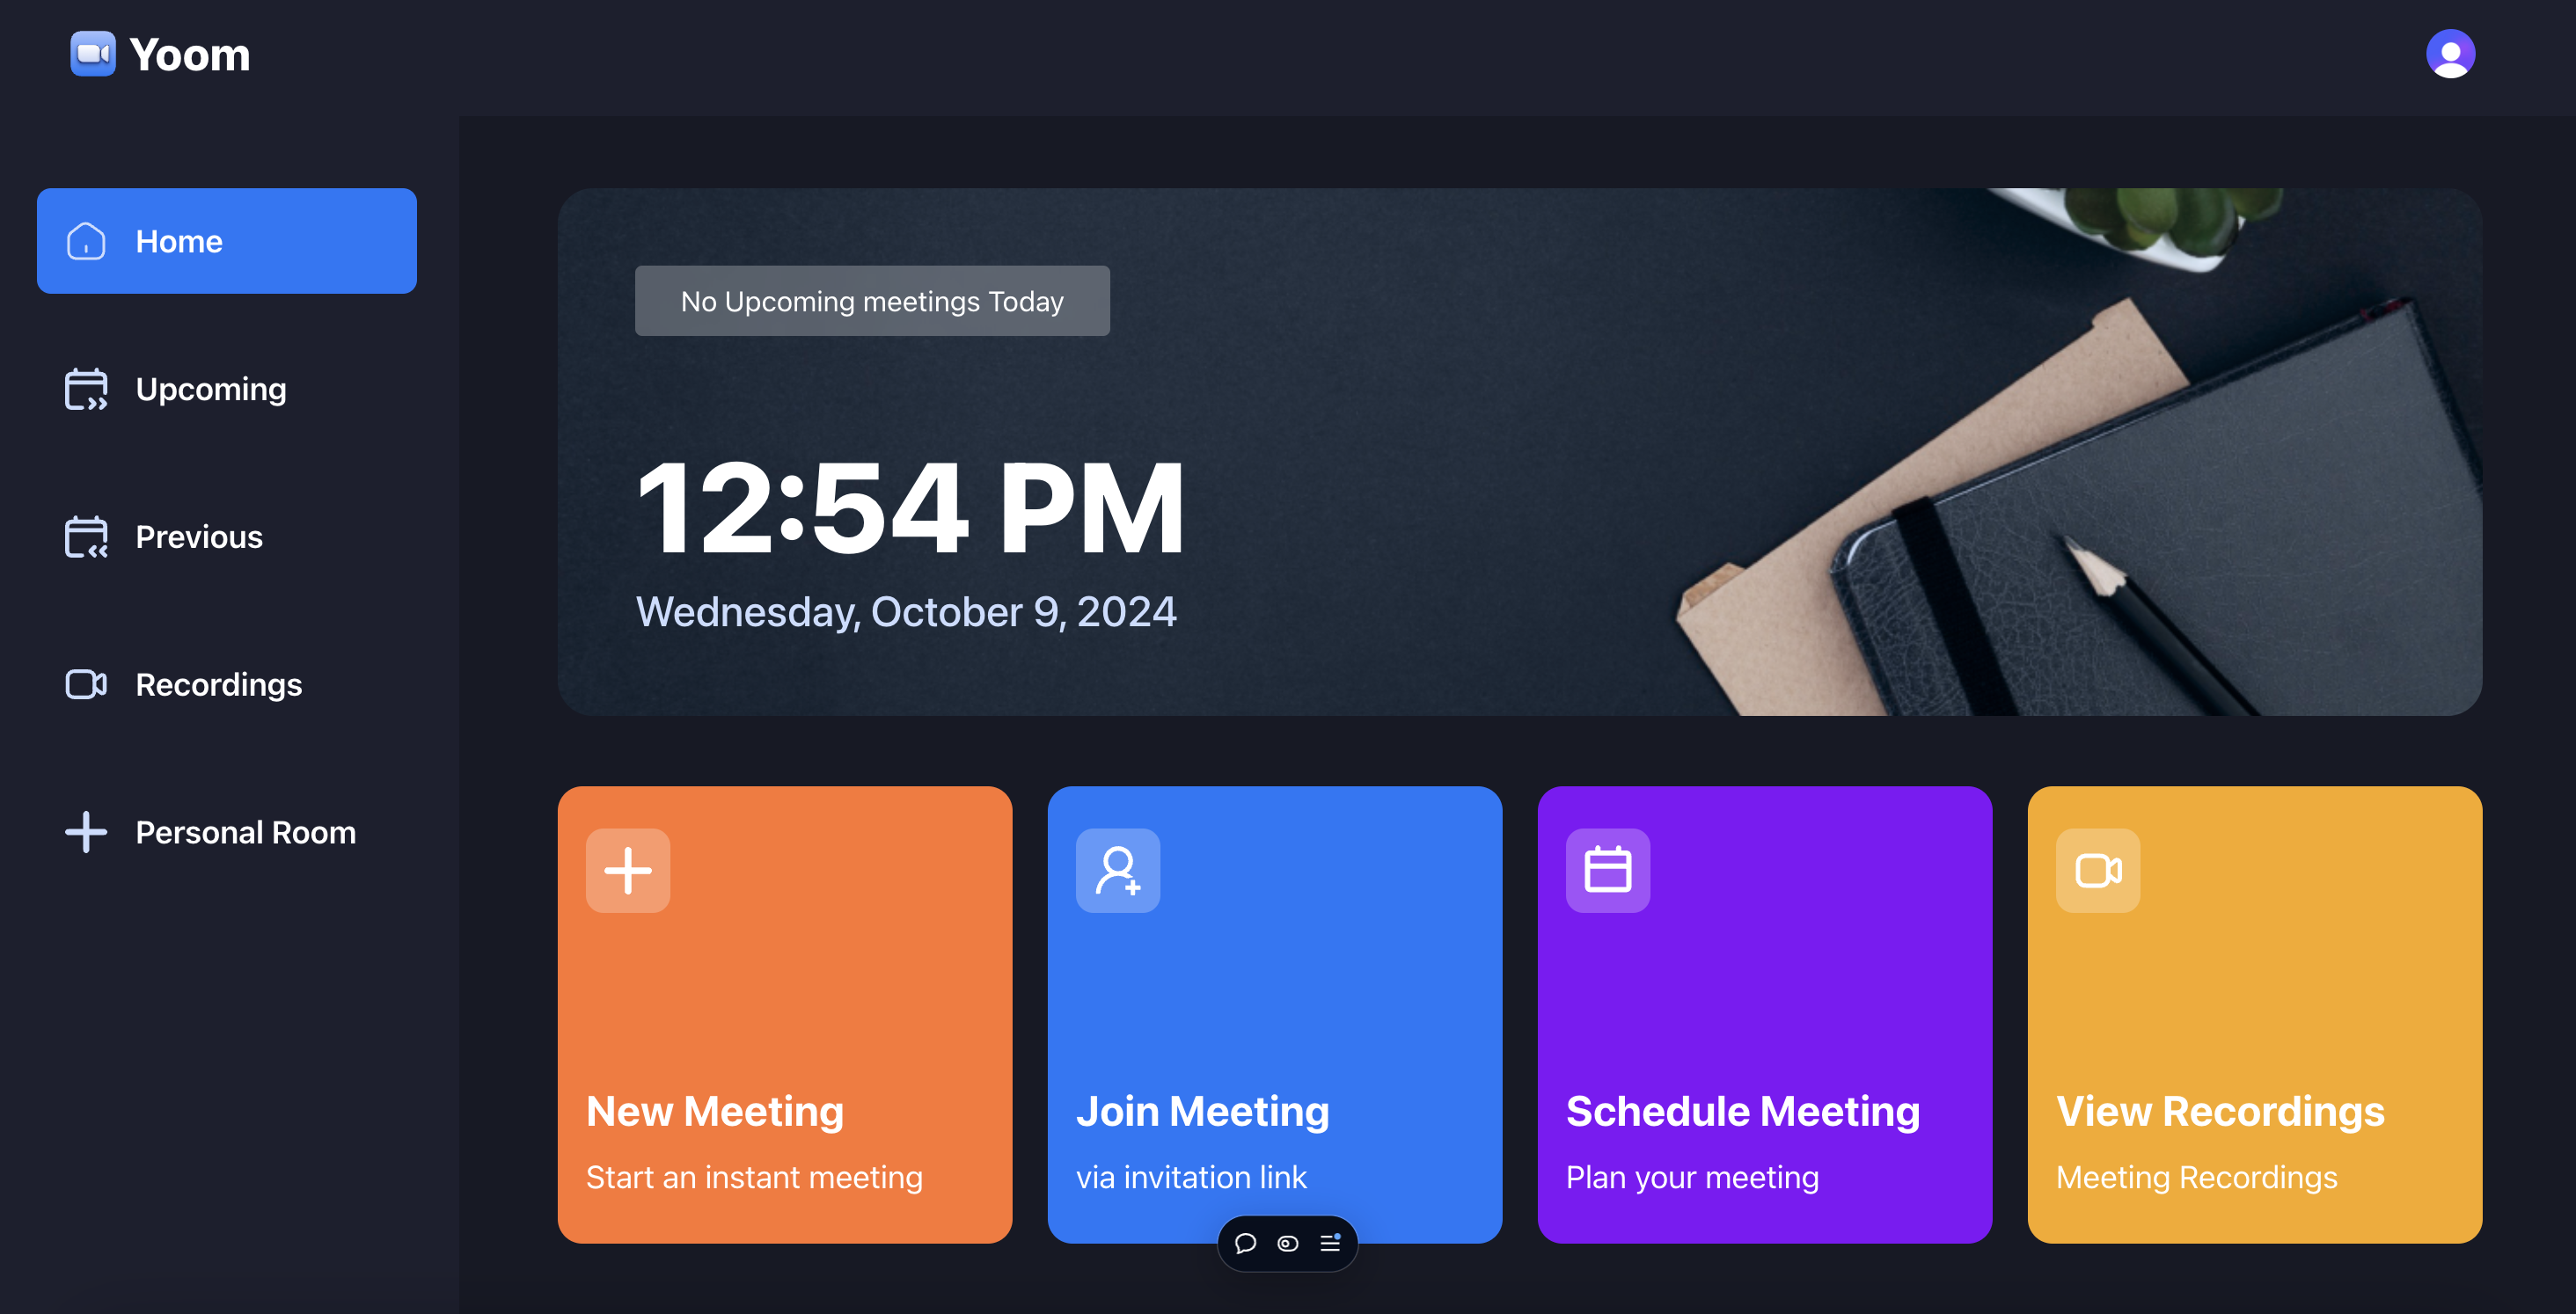 Yoom
Home
Upcoming
Previous
Recordings
Personal Room
No Upcoming meetings Today
12:54 PM
Wednesday, October 9, 2024
New Meeting
Start an instant meeting
Join Meeting
via invitation link
Schedule Meeting
Plan your meeting
View Recordings
Meeting Recordings